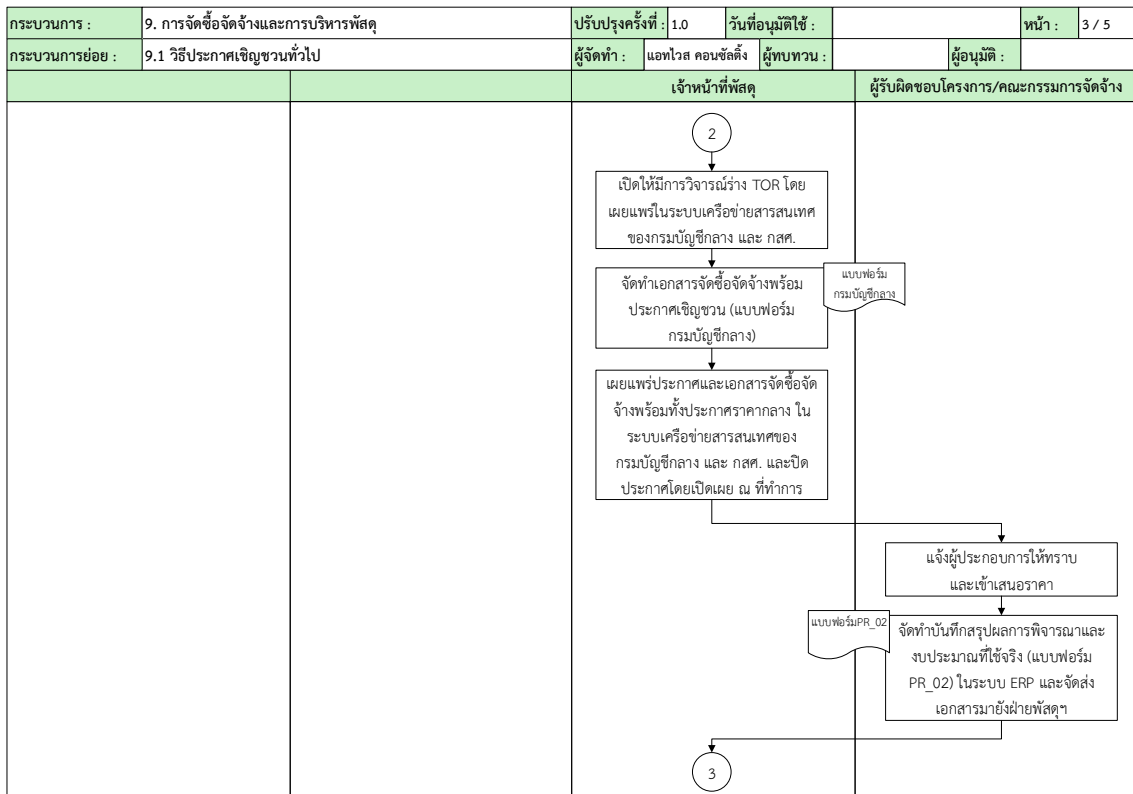 กระบวนการ : 9. การจัดซื้อจัดจ้างและการบริหารพัสดุ ปรับปรุงครั้งที่ : 1.0 วันที่อนุมัติใช้ : หน้า : 3 / 5
กระบวนการย่อย : 9.1 วิธีประกาศเชิญชวนทั่วไป ผู้จัดทำ : แอทไวส คอนซัลติ้ง ผู้ทบทวน : ผู้อนุมัติ :
เจ้าหน้าที่พัสดุ ผู้รับผิดชอบโครงการ/คณะกรรมการจัดจ้าง
2
เปิดให้มีการวิจารณ์ร่าง TOR โดย
เผยแพร่ในระบบเครือข่ายสารสนเทศ
ของกรมบัญชีกลาง และ กสศ.
จัดทำเอกสารจัดซื้อจัดจ้างพร้อม
ประกาศเชิญชวน (แบบฟอร์ม
กรมบัญชีกลาง)
แบบฟอร์ม
กรมบัญชีกลาง
เผยแพร่ประกาศและเอกสารจัดซื้อจัด
จ้างพร้อมทั้งประกาศราคากลาง ใน
ระบบเครือข่ายสารสนเทศของ
กรมบัญชีกลาง และ กสศ. และปิด
ประกาศโดยเปิดเผย ณ ที่ทำการ
แจ้งผู้ประกอบการให้ทราบ
และเข้าเสนอราคา
แบบฟอร์มPR_02
จัดทำบันทึกสรุปผลการพิจารณาและ
งบประมาณที่ใช้จริง (แบบฟอร์ม
PR_02) ในระบบ ERP และจัดส่ง
เอกสารมายังฝ่ายพัสดุฯ
3